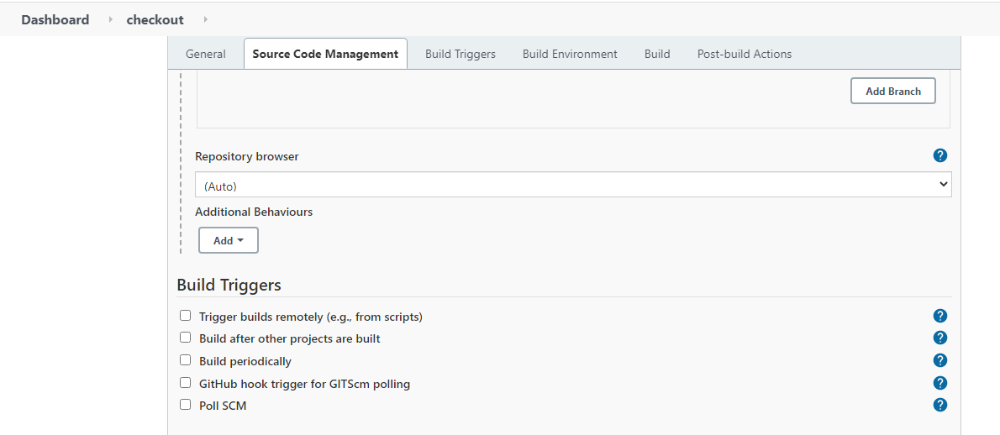 Dashboard checkout
General Source Code Management Build Triggers Build Environment Build Post-build Actions
Add Branch
Repository browser ?
(Auto)
Additional Behaviours
Add
Build Triggers
Trigger builds remotely (e.g., from scripts) ?
Build after other projects are built ?
Build periodically ?
GitHub hook trigger for GITScm polling ?
Poll SCM ?